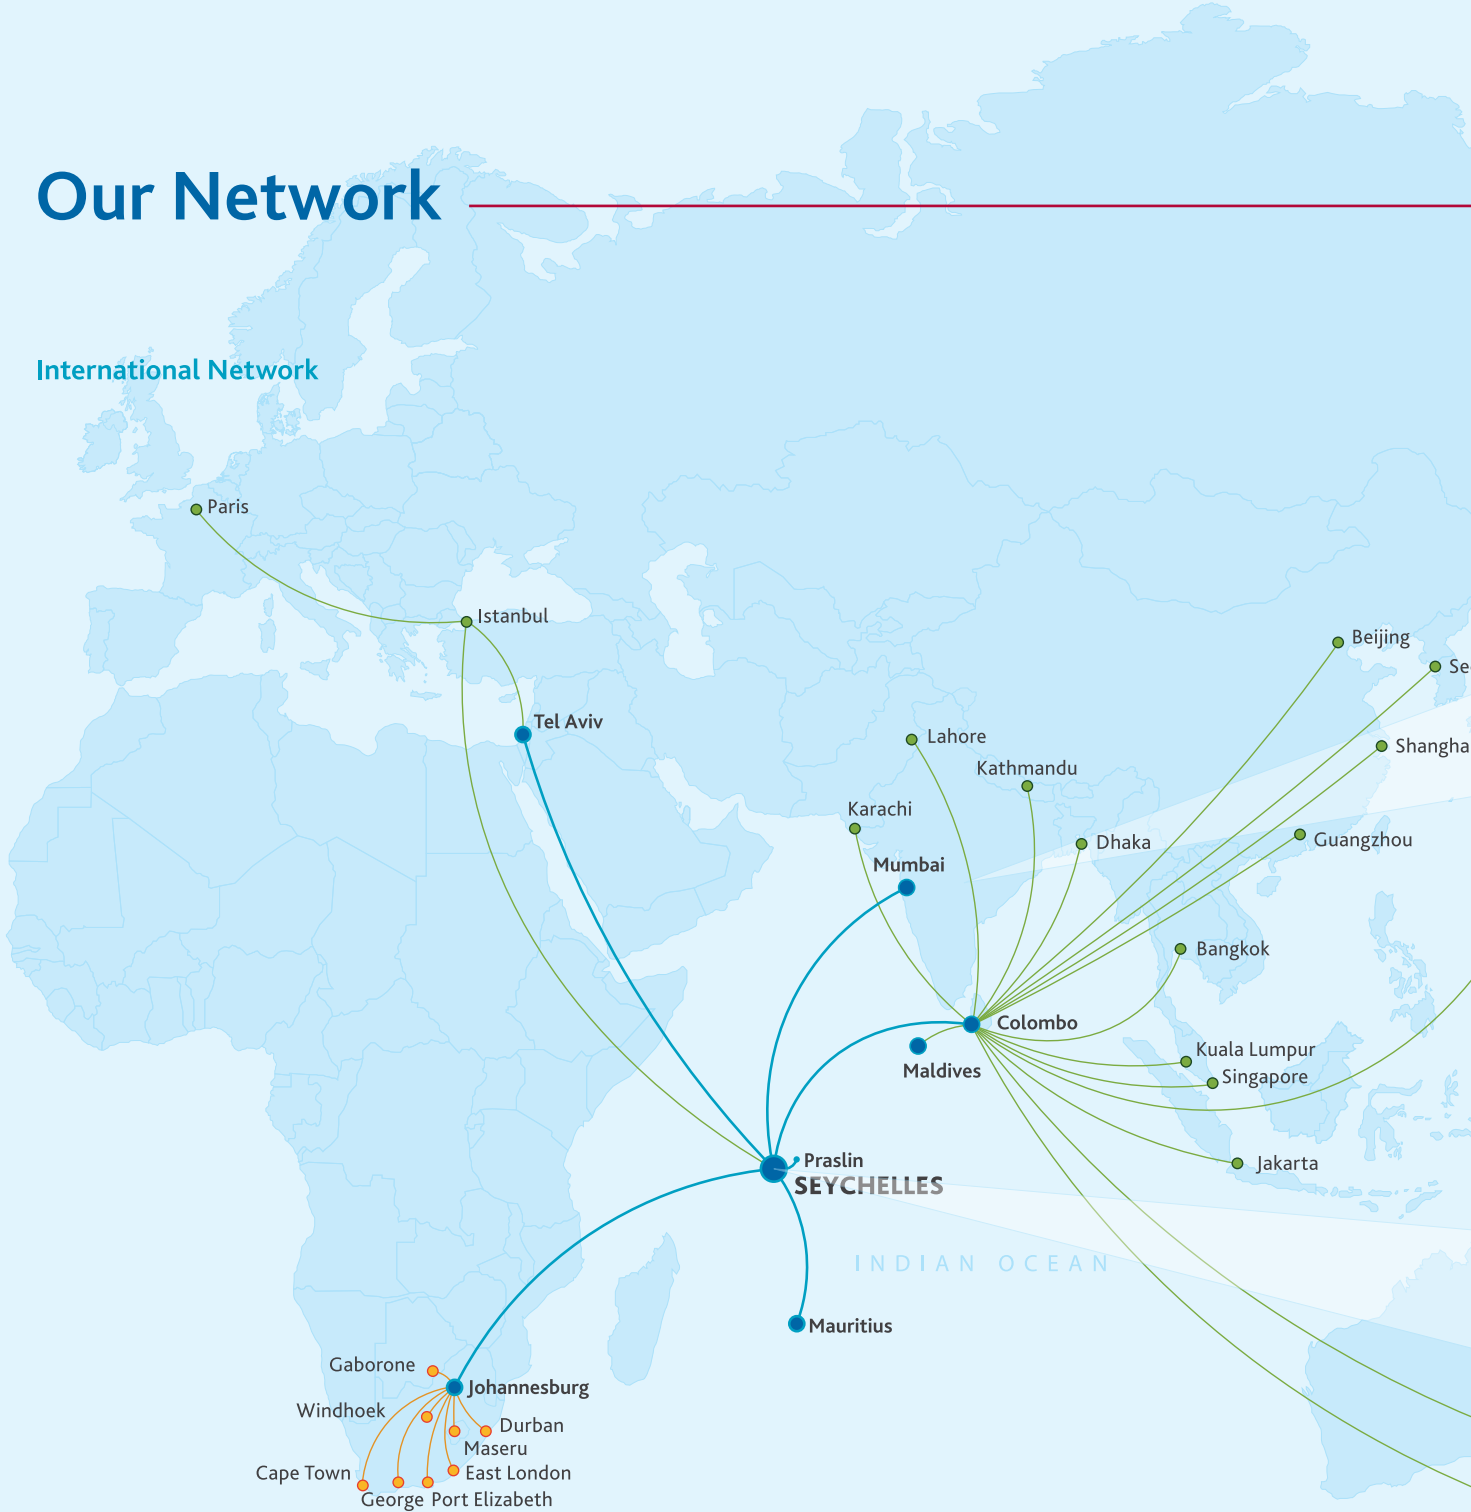 Our Network
International Network
Paris
Istanbul
Beijing
Se
Tel Aviv
Lahore
Shangha
Kathmandu
Karachi
Dhaka
Guangzhou
Mumbai
Bangkok
Colombo
Kuala Lumpur
Maldives
Singapore
Praslin
Jakarta
SEYCHELLES
INDIAN OCEAN
Mauritius
Gaborone
Johannesburg
Windhoek
Durban
Maseru
Cape Town
East London
George Port Elizabeth